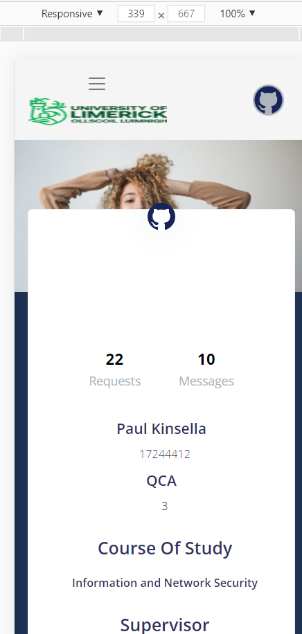 Responsive ▼ 339 × 667 100% ▼
UNIVERSITY OF
LIMERICK
OLLSCOIL LUIMNIGH
22 10
Requests Messages
Paul Kinsella
17244412
QCA
3
Course Of Study
Information and Network Security
Supervisor